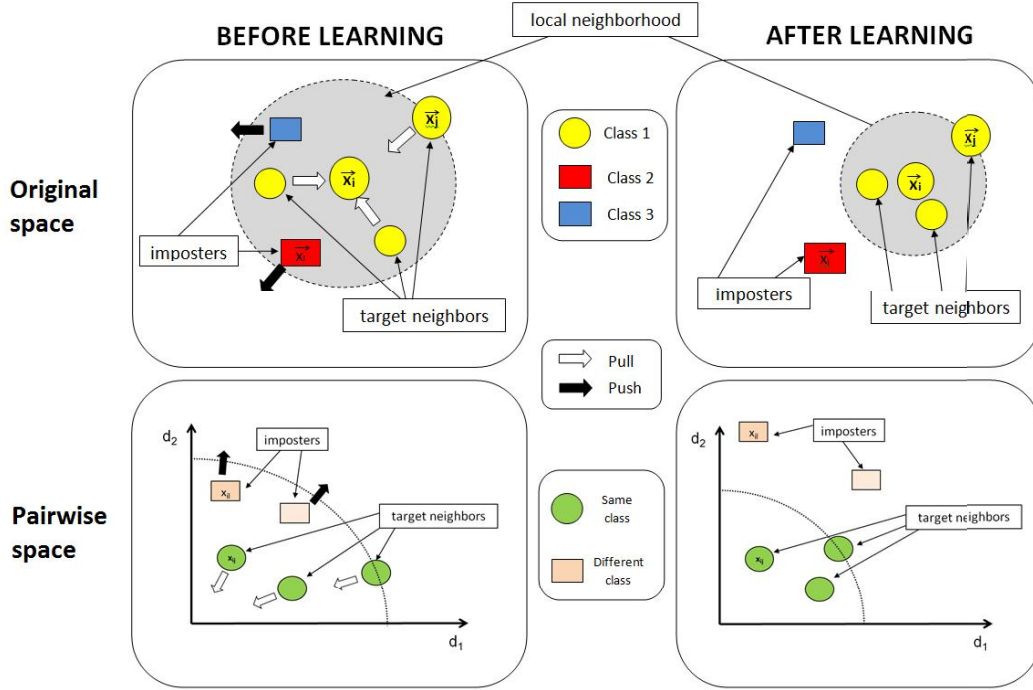 local neighborhood
BEFORE LEARNING
AFTER LEARNING
Original
space
x⃗j
x⃗i
imposters
target neighbors
Class 1
Class 2
Class 3
x⃗j
x⃗i
x⃗l
imposters
target neighbors
Pull
Push
Pairwise
space
d2
imposters
xil
target neighbors
xij
d1
Same
class
Different
class
d2
xil
imposters
target neighbors
xij
d1